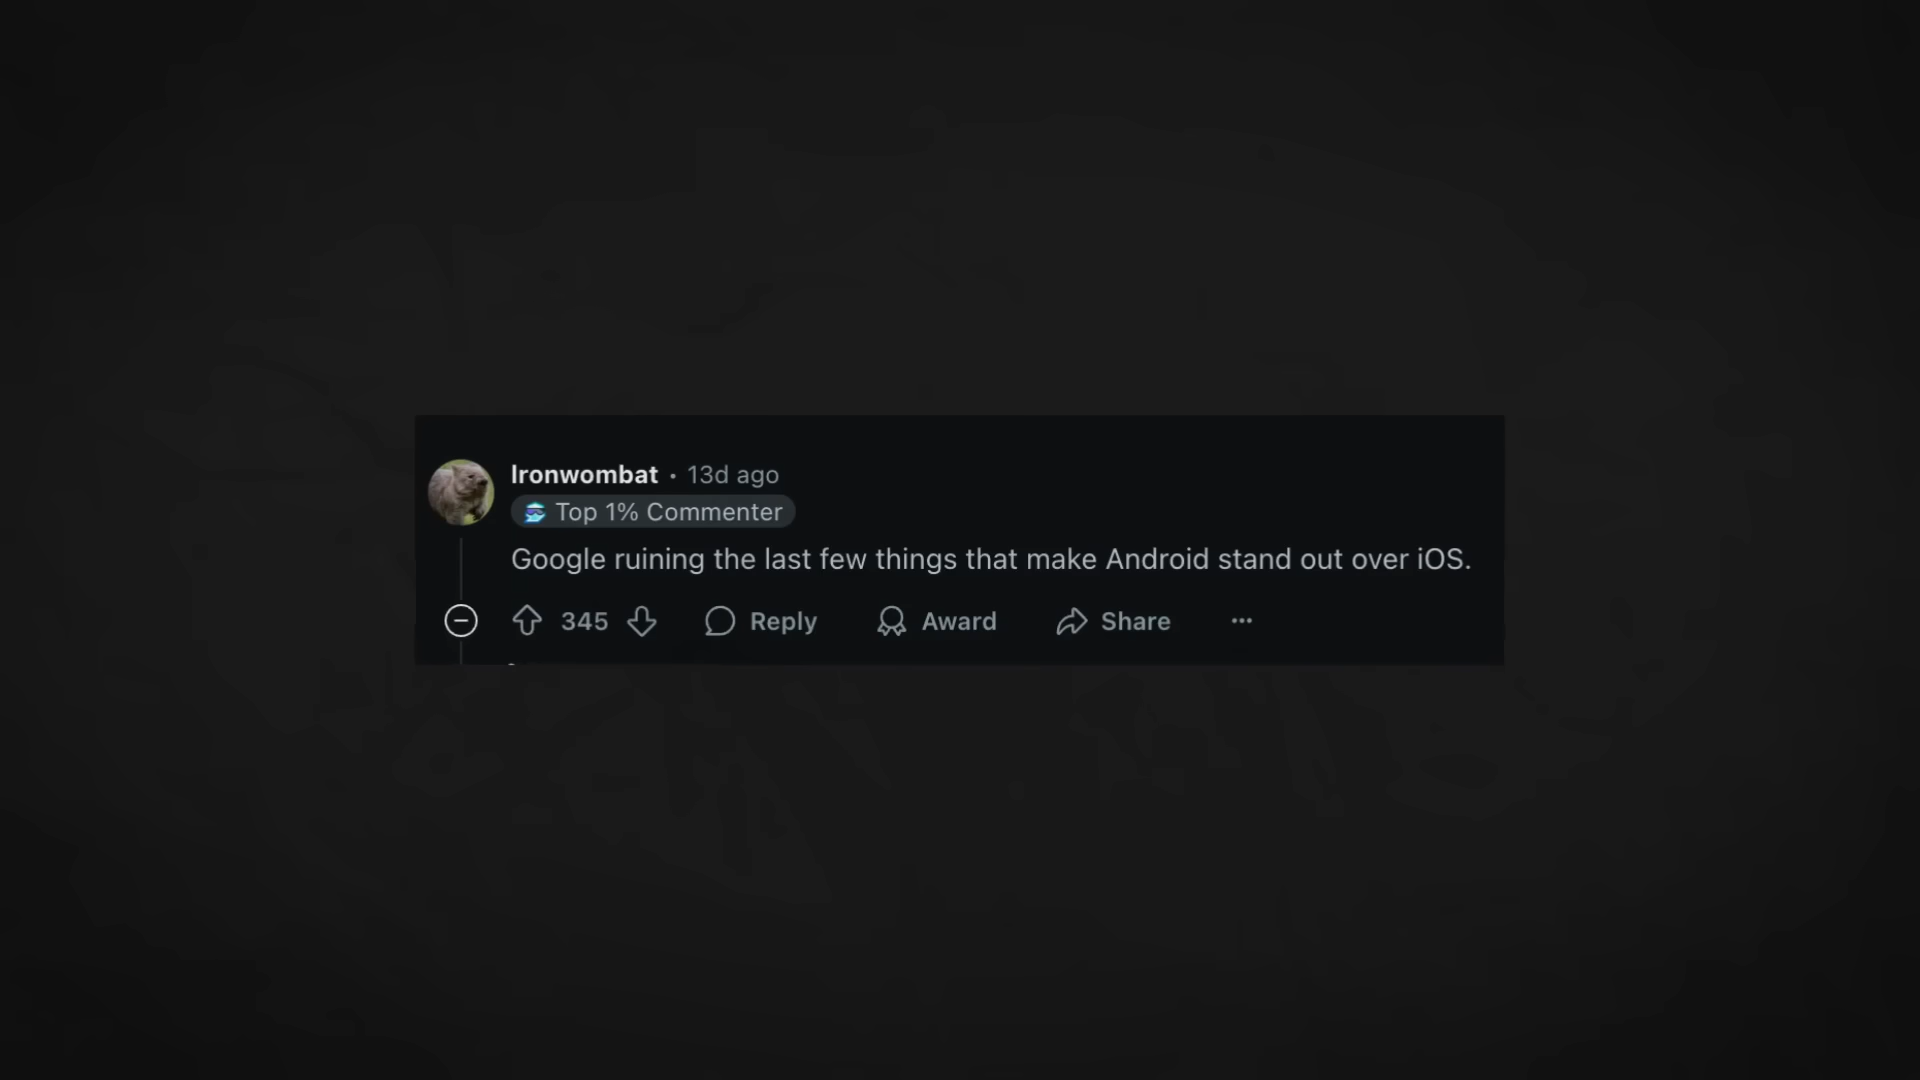 Ironwombat • 13d ago
Top 1% Commenter
Google ruining the last few things that make Android stand out over iOS.
345 Reply Award Share ...